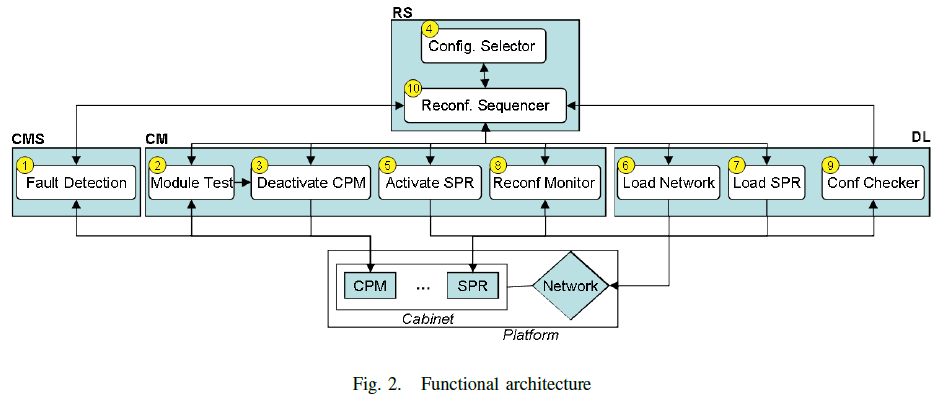 RS
4
Config. Selector
10
Reconf. Sequencer
CMS
CM
DL
1
Fault Detection
2
Module Test
3
Deactivate CPM
5
Activate SPR
8
Reconf Monitor
6
Load Network
7
Load SPR
9
Conf Checker
CPM
...
SPR
Network
Cabinet
Platform
Fig. 2. Functional architecture